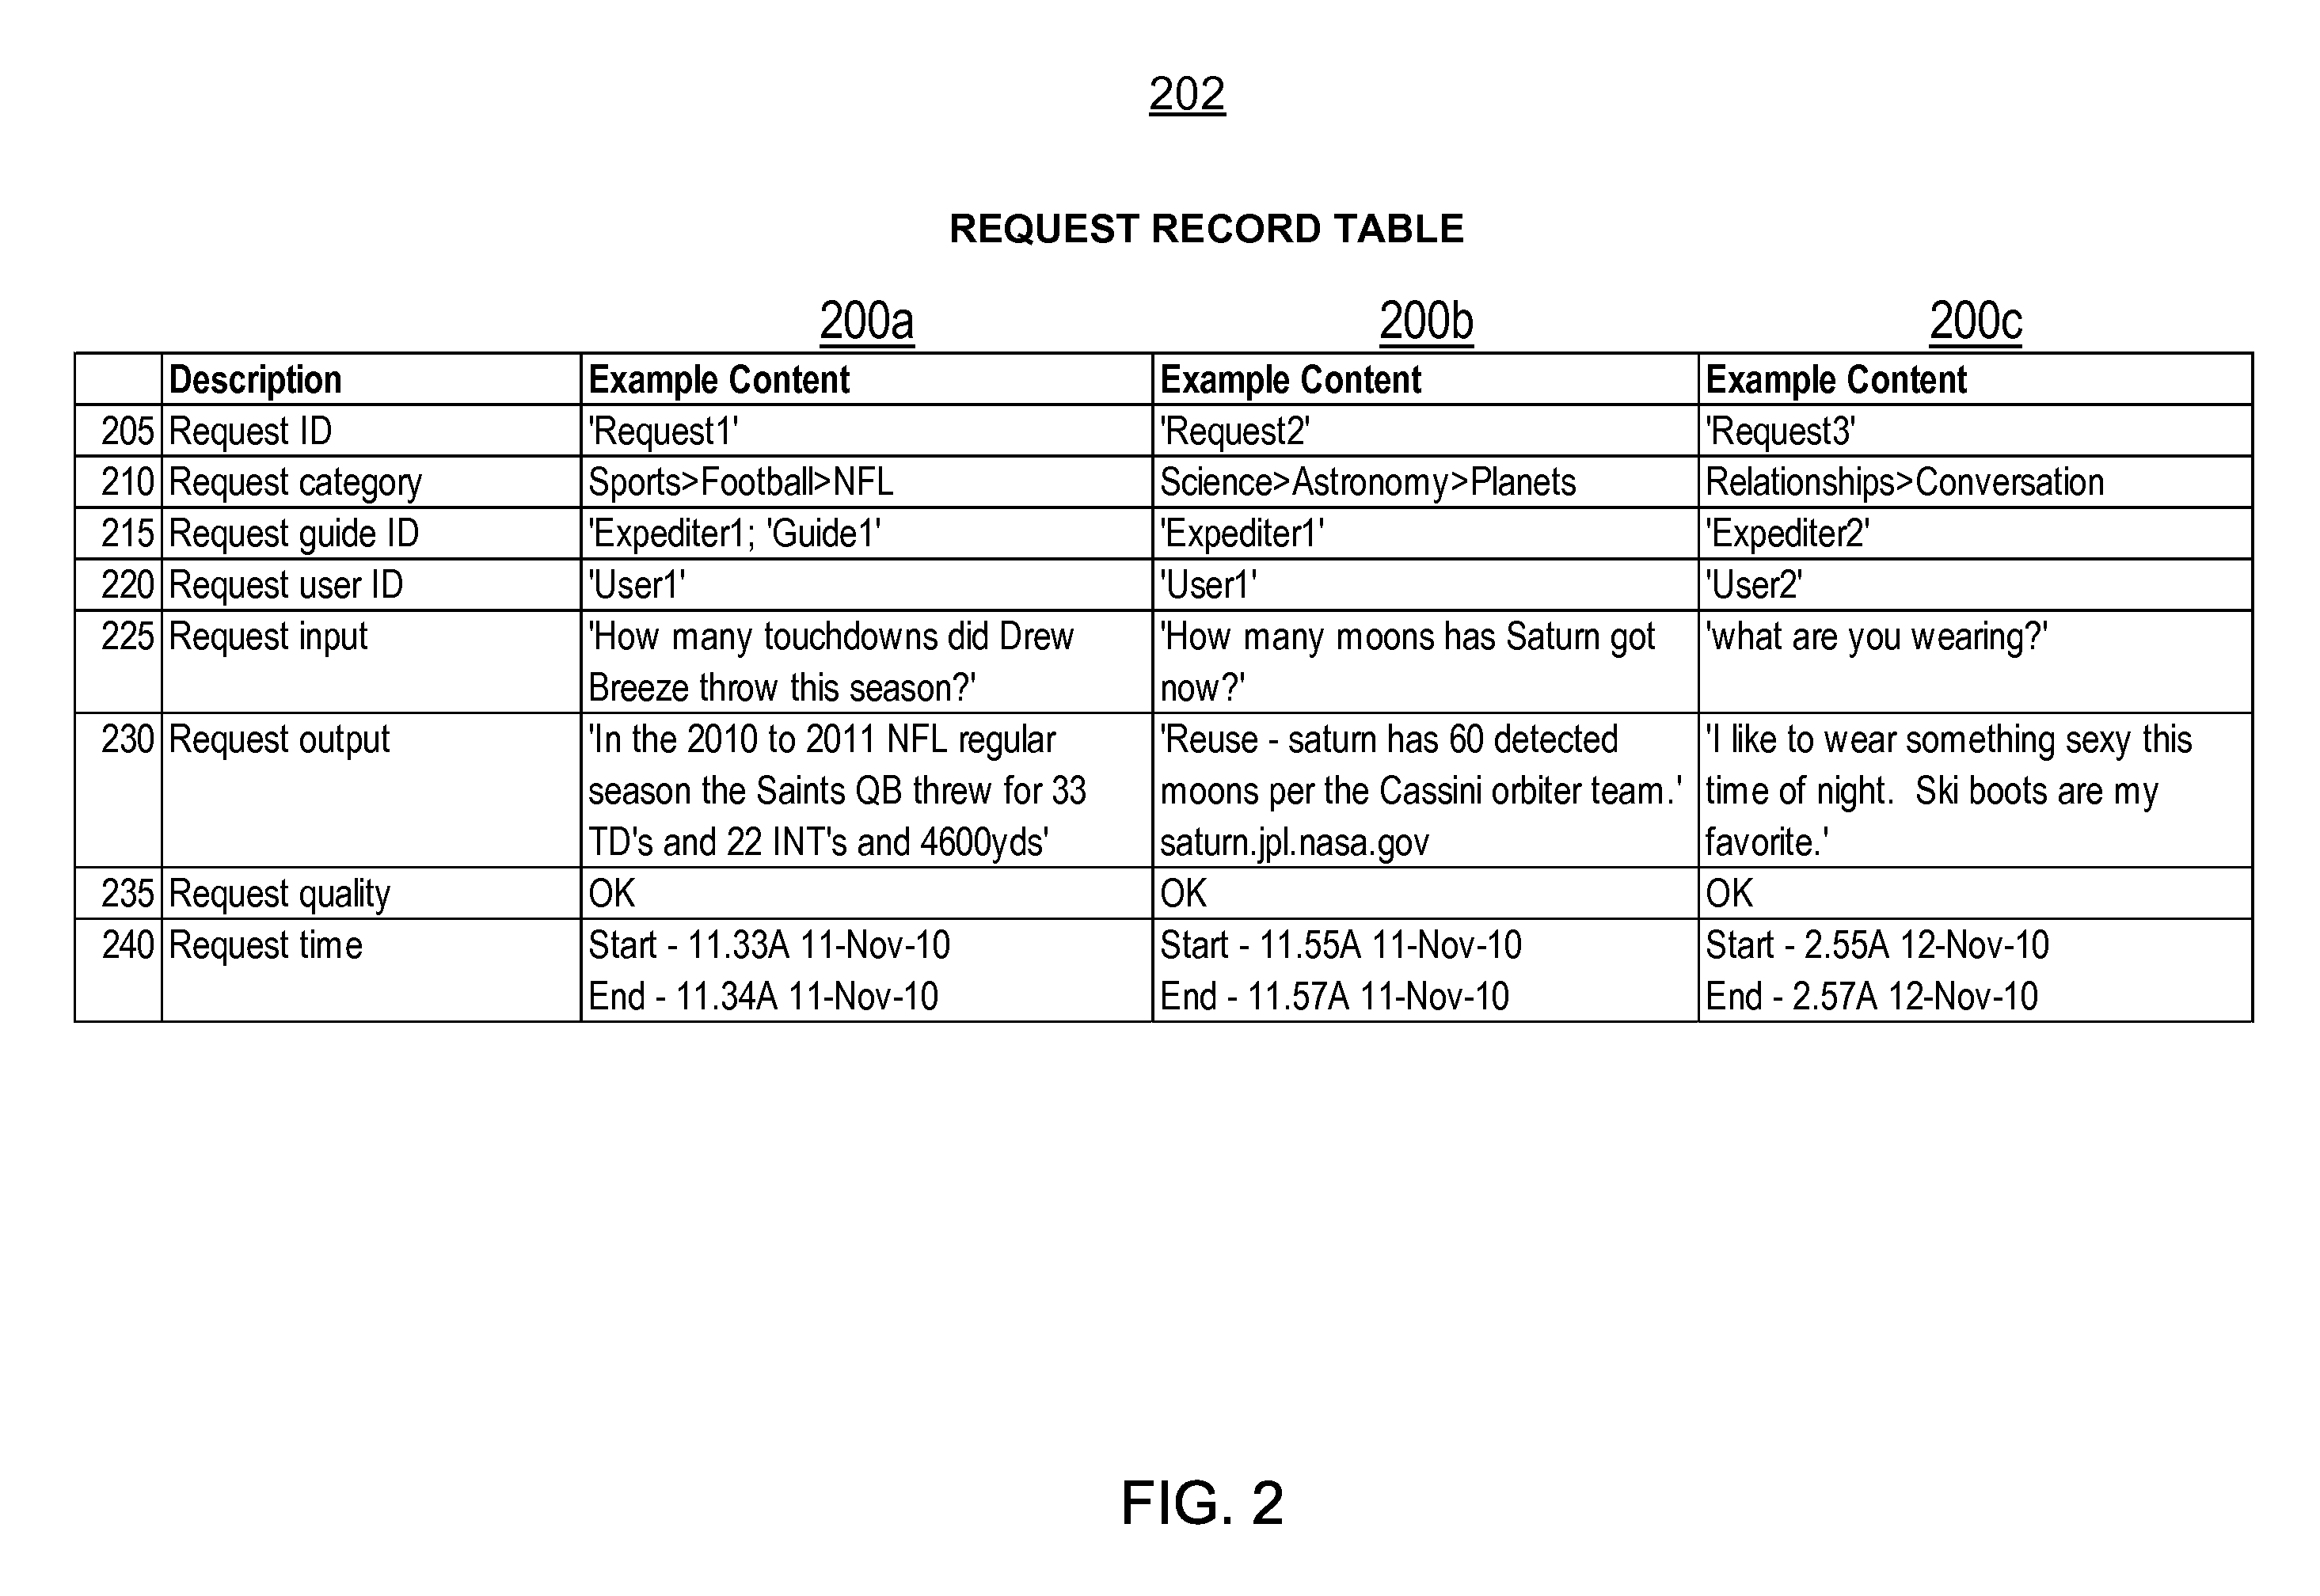 202
REQUEST RECORD TABLE
200a 200b 200c
Description Example Content Example Content Example Content
205 Request ID 'Request1' 'Request2' 'Request3'
210 Request category Sports>Football>NFL Science>Astronomy>Planets Relationships>Conversation
215 Request guide ID 'Expediter1; 'Guide1' 'Expediter1' 'Expediter2'
220 Request user ID 'User1' 'User1' 'User2'
225 Request input 'How many touchdowns did Drew 'How many moons has Saturn got 'what are you wearing?'
Breeze throw this season?' now?'
230 Request output 'In the 2010 to 2011 NFL regular 'Reuse - saturn has 60 detected 'I like to wear something sexy this
season the Saints QB threw for 33 moons per the Cassini orbiter team.' time of night. Ski boots are my
TD's and 22 INT's and 4600yds' saturn.jpl.nasa.gov favorite.'
235 Request quality OK OK OK
240 Request time Start - 11.33A 11-Nov-10 Start - 11.55A 11-Nov-10 Start - 2.55A 12-Nov-10
End - 11.34A 11-Nov-10 End - 11.57A 11-Nov-10 End - 2.57A 12-Nov-10
FIG. 2